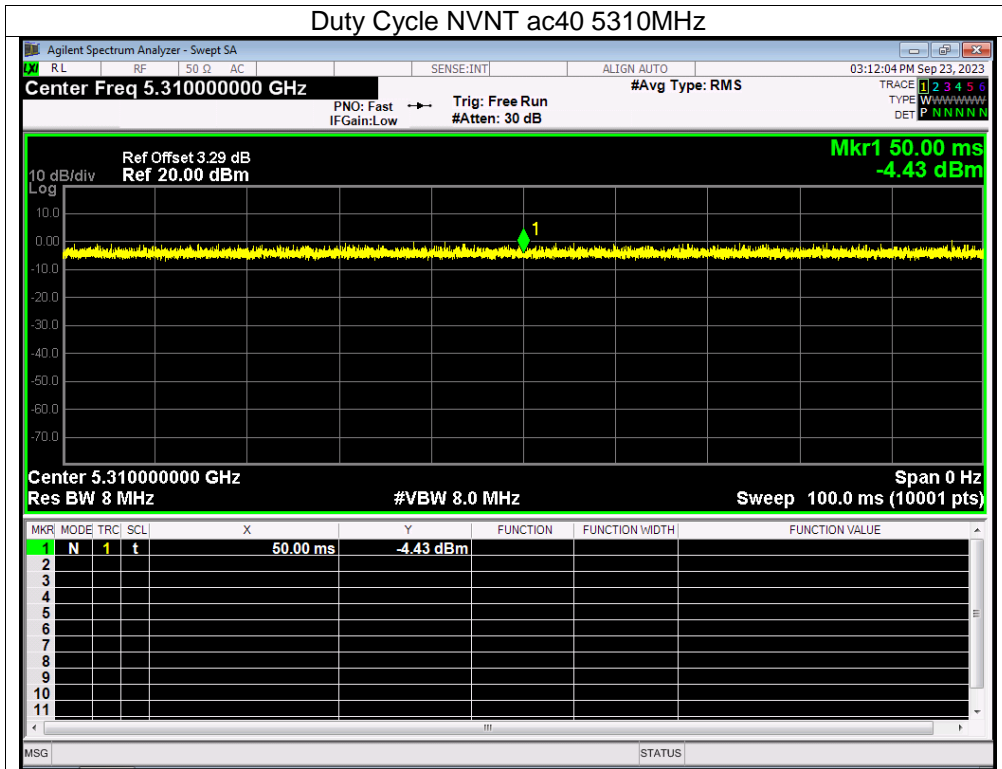 Duty Cycle NVNT ac40 5310MHz
Agilent Spectrum Analyzer - Swept SA
LXI RL RF 50 Ω AC SENSE:INT ALIGN AUTO 03:12:04 PM Sep 23, 2023
Center Freq 5.310000000 GHz #Avg Type: RMS TRACE 1 2 3 4 5 6
PNO: Fast Trig: Free Run TYPE WWWWWW
IFGain:Low #Atten: 30 dB DET P N N N N N
Mkr1 50.00 ms
Ref Offset 3.29 dB
10 dB/div Ref 20.00 dBm -4.43 dBm
Log
10.0
1
0.00
-10.0
-20.0
-30.0
-40.0
-50.0
-60.0
-70.0
Center 5.310000000 GHz Span 0 Hz
Res BW 8 MHz #VBW 8.0 MHz Sweep 100.0 ms (10001 pts)
MKR MODE TRC SCL X Y FUNCTION FUNCTION WIDTH FUNCTION VALUE
1 N 1 t 50.00 ms -4.43 dBm
2
3
4
5
6
7
8
9
10
11
MSG STATUS